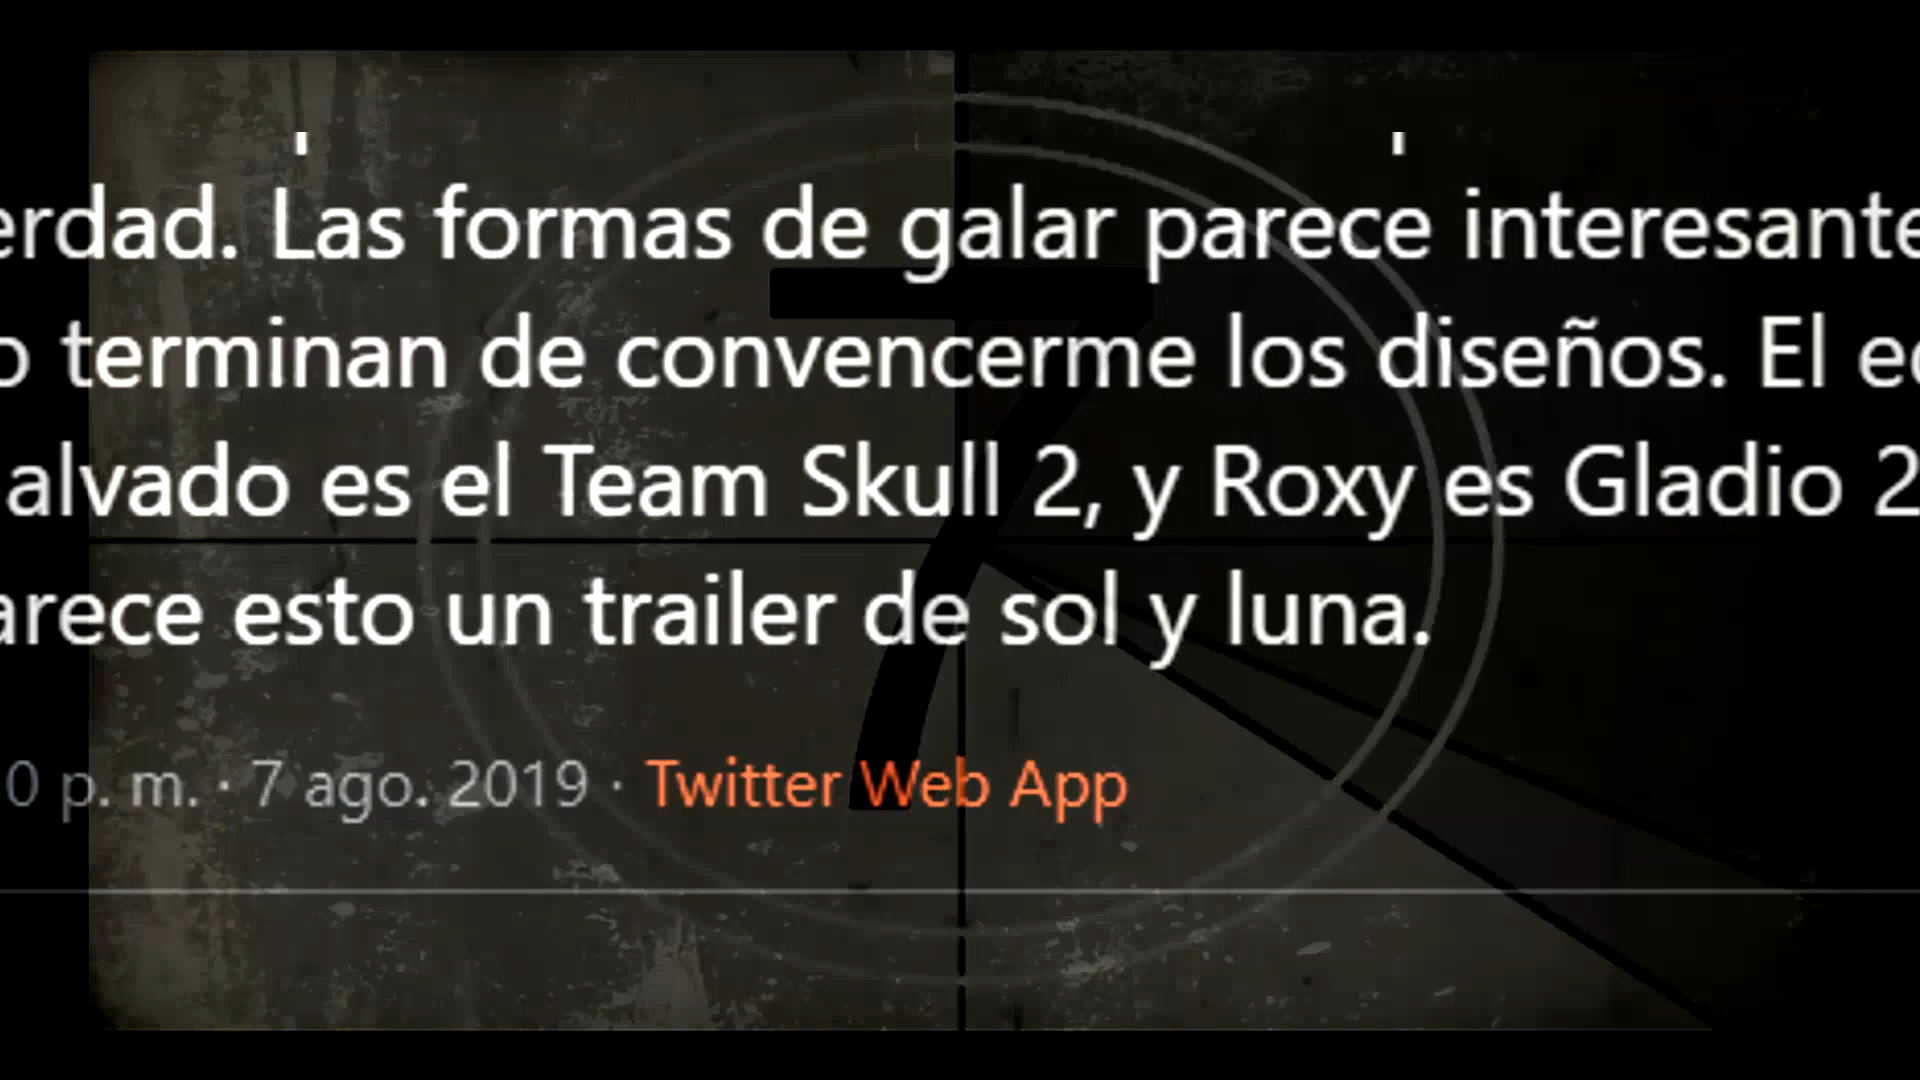 erdad. Las formas de galar parece interesante
o terminan de convencerme los diseños. El
alvado es el Team Skull 2, y Roxy es Gladio 2
arece esto un trailer de sol y luna.
0 p. m. · 7 ago. 2019 · Twitter Web App
7